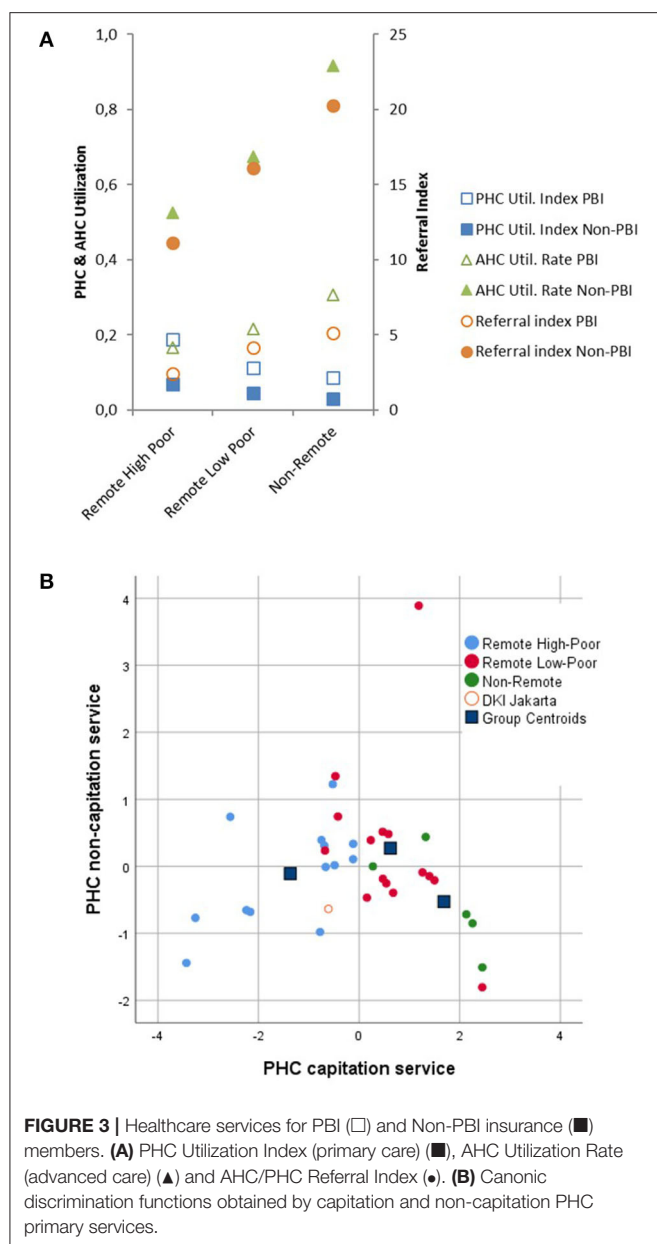 A
1,0
0,8
0,6
0,4
0,2
0,0
PHC & AHC Utilization
25
20
15
10
5
0
Referral Index
Remote High Poor
Remote Low Poor
Non-Remote
PHC Util. Index PBI
PHC Util. Index Non-PBI
AHC Util. Rate PBI
AHC Util. Rate Non-PBI
Referral index PBI
Referral index Non-PBI
B
4
3
2
1
0
-1
-2
PHC non-capitation service
-4 -2 0 2 4
PHC capitation service
Remote High-Poor
Remote Low-Poor
Non-Remote
DKI Jakarta
Group Centroids
FIGURE 3 | Healthcare services for PBI (□) and Non-PBI insurance (■)
members. (A) PHC Utilization Index (primary care) (■), AHC Utilization Rate
(advanced care) (▲) and AHC/PHC Referral Index (●). (B) Canonic
discrimination functions obtained by capitation and non-capitation PHC
primary services.